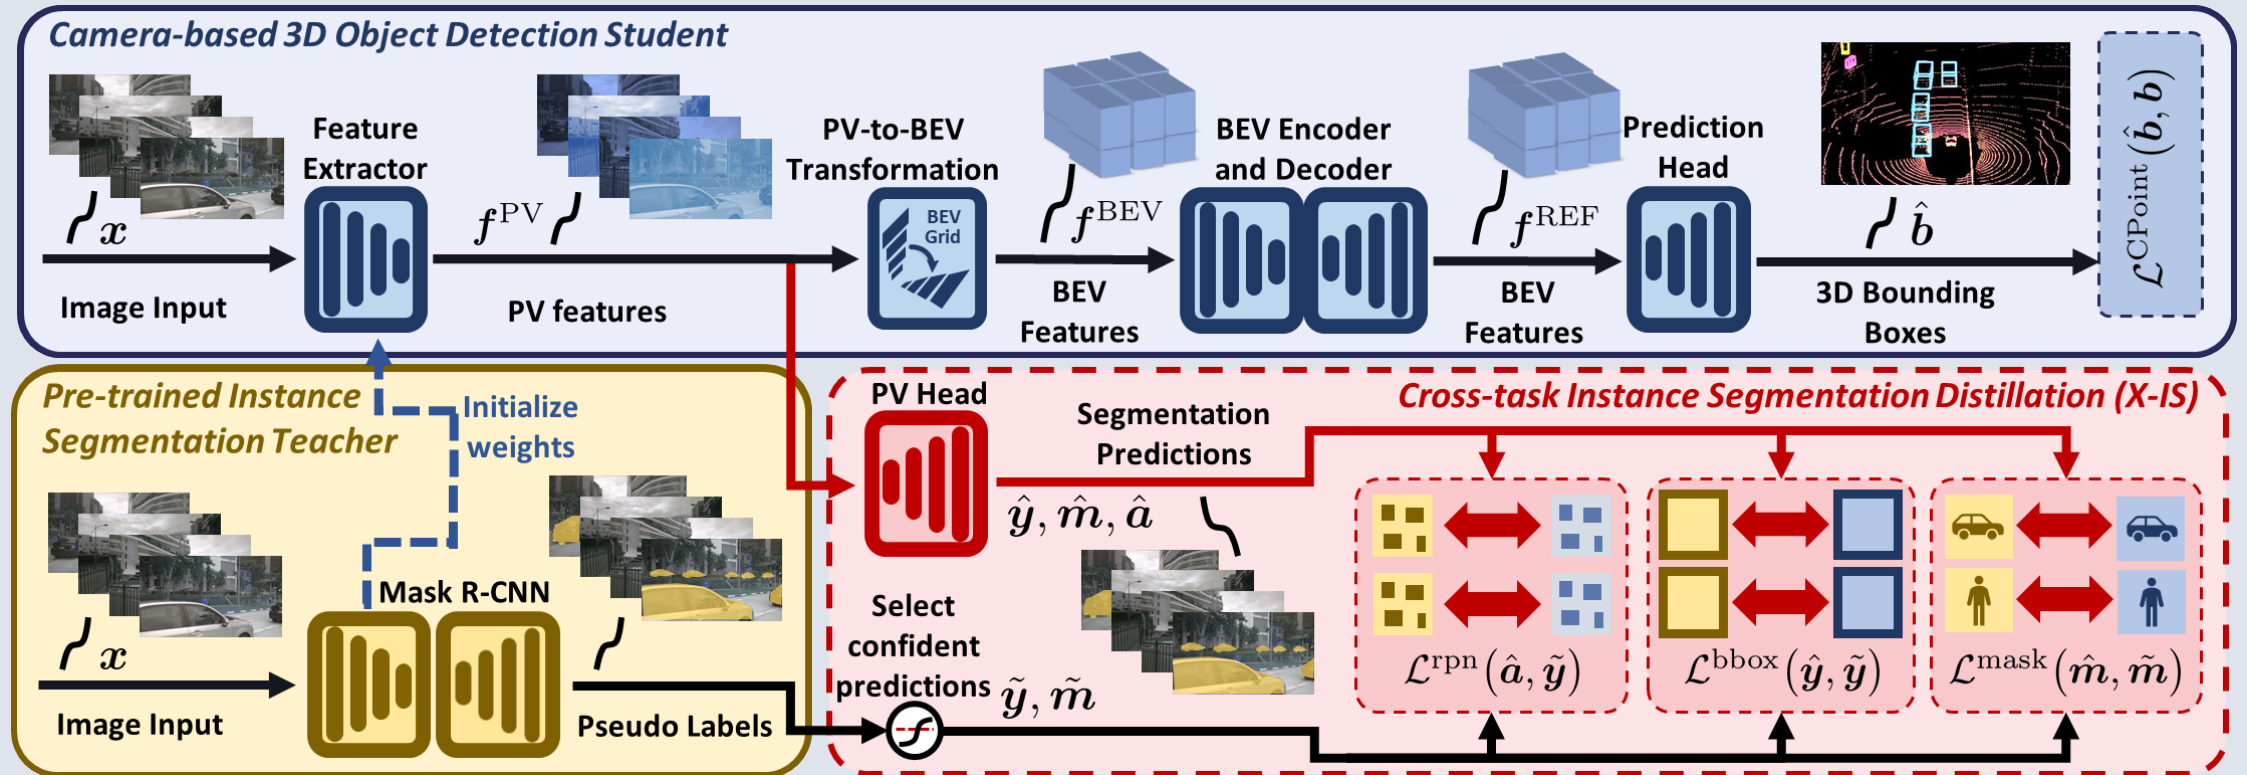 Camera-based 3D Object Detection Student
Feature
Extractor
PV-to-BEV
Transformation
BEV Encoder
and Decoder
Prediction
Head
x
f^PV
BEV
Grid
f^BEV
f^REF
b̂
ℒ^CPoint(b̂, b)
Image Input
PV features
BEV
Features
BEV
Features
3D Bounding
Boxes
Pre-trained Instance
Segmentation Teacher
Initialize
weights
Mask R-CNN
x
Image Input
Pseudo Labels
Cross-task Instance Segmentation Distillation (X-IS)
PV Head
Segmentation
Predictions
ŷ, m̂, â
Select
confident
predictions
ỹ, m̃
ℒ^rpn(â, ỹ)
ℒ^bbox(ŷ, ỹ)
ℒ^mask(m̂, m̃)